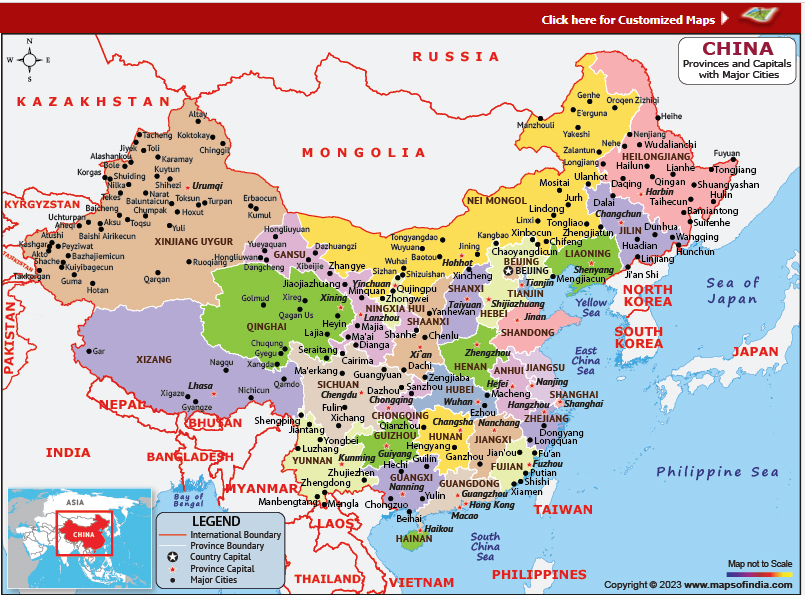 Click here for Customized Maps
CHINA
Provinces and Capitals
with Major Cities
N
W
E
S
RUSSIA
KAZAKHSTAN
MONGOLIA
KYRGYZSTAN
PAKISTAN
INDIA
NEPAL
BHUSAN
BANGLADESH
MYANMAR
LAOS
THAILAND
VIETNAM
PHILIPPINES
TAIWAN
JAPAN
NORTH
KOREA
SOUTH
KOREA
Sea of
Japan
Yellow
Sea
East
China
Sea
Philippine Sea
South
China
Sea
Bay of
Bengal
Altay
Tacheng
Koktokay
Jiyek
Toli
Chinggil
Alashankou
Karamay
Bole
Kuytun
Korgas
Shuiding
Shihezi
Urumqi
Nilka
Narat
Toksun
Turpan
Erbaocun
Tekes
Baluntaicun
Kumul
Baicheng
Chumpak
Hoxut
Uchturpan
Aheqi
Aksu
Toqsu
Yuli
Baishi Airikecun
Atushi
Kashgar
Peyziwat
XINJIANG UYGUR
Akto
Bazhajiemicun
Shache
Kuiyibagecun
Ruoqiang
Guma
Qarqan
Taxkorgan
Hotan
Hongliuyuan
Yueyaquan
Dazhuangzi
GANSU
Hongliuwan
Xibeijie
Dangcheng
Zhangye
Jiajiaozhuang
Golmud
Xireg
Xining
Qagan Us
QINGHAI
Heyin
Lajia
Chuqung
Gyegu
Seraitang
Xangda
XIZANG
Gar
Nagqu
Lhasa
Xigaze
Gyangze
Nichicun
Qamdo
Genhe
Oroqen Zizhiqi
E'erguna
Heihe
Manzhouli
Yakeshi
Nenjiang
Nehe
Wudalianchi
Zalantun
HEILONGJIANG
Fuyuan
Longjiang
Hailun
Lianhe
Tongjiang
Ulanhot
Daqing
Qingan
Shuangyashan
Mositai
Harbin
Hulin
Jurh
Dalai
Taihecun
NEI MONGOL
Lindong
Changchun
Bamiantong
Linxi
Tongliao
Suifenhe
Xinbocun
Zhengjiatun
JILIN
Dunhua
Wangqing
Kangbao
Chifeng
Huadian
Hunchun
Chaoyangdicun
LIAONING
Linjiang
Shenyang
Ji'an Shi
Mengjiacun
Tongyangdao
Wuyuan
Jining
Baotou
Hohhot
Wuhai
Sizhan
Shizuishan
BEIJING
BEIJING
Tianjin
TIANJIN
Shijiazhuang
HEBEI
Xincheng
SHANXI
Taiyuan
Yanhewan
Yinchuan
Qujingpu
Minquan
Zhongwei
NINGXIA HUI
Lanzhou
SHAANXI
Jinan
SHANDONG
Majia
Ma'ai
Shanhe
Chenlu
Dianga
Xi'an
Zhengzhou
Cairima
Dachi
HENAN
ANHUI
JIANGSU
Ma'erkang
Guangyuan
Zengjiaba
Hefei
Nanjing
SICHUAN
Chengdu
Dazhou
Sanzhou
HUBEI
Macheng
SHANGHAI
Shanghai
Chongqing
Wuhan
Hangzhou
Fulin
Ezhou
CHONGQING
Changsha
Nanchang
ZHEJIANG
Shengping
Xichang
Qianzhou
Jiantang
GUIZHOU
HUNAN
JIANGXI
Dongyang
Yongbei
Longquan
Hengyang
Luzhang
Kunming
Guiyang
Ganzhou
Jian'ou
Fu'an
YUNNAN
Hechi
Guilin
FUJIAN
Fuzhou
Zhujiezhen
Putian
Zhengdong
GUANGXI
Nanning
GUANGDONG
Shishi
Xiamen
Manbengtang
Mengla
Chongzuo
Yulin
Guangzhou
Hong Kong
Macao
Beihai
Haikou
HAINAN
ASIA
CHINA
LEGEND
International Boundary
Province Boundary
Country Capital
Province Capital
Major Cities
Map not to Scale
Copyright © 2023 www.mapsofindia.com